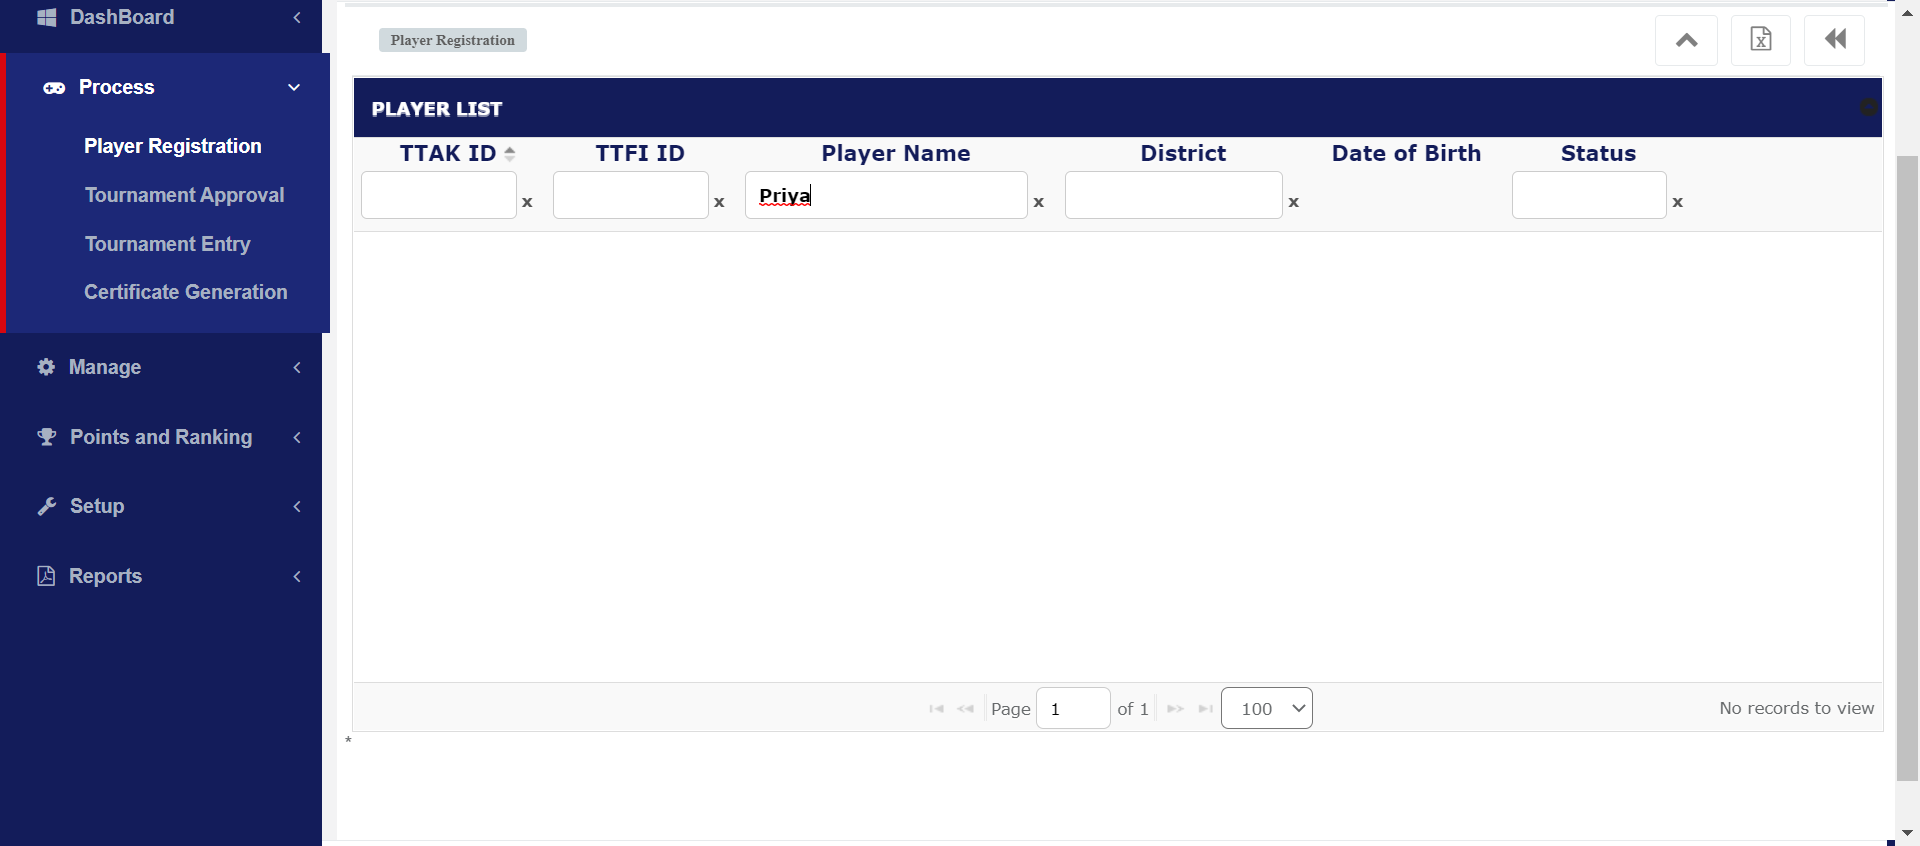 DashBoard
Process
Player Registration
Tournament Approval
Tournament Entry
Certificate Generation
Manage
Points and Ranking
Setup
Reports
Player Registration
PLAYER LIST
TTAK ID TTFI ID Player Name District Date of Birth Status
x x Priya x x x
Page 1 of 1 100 No records to view
*